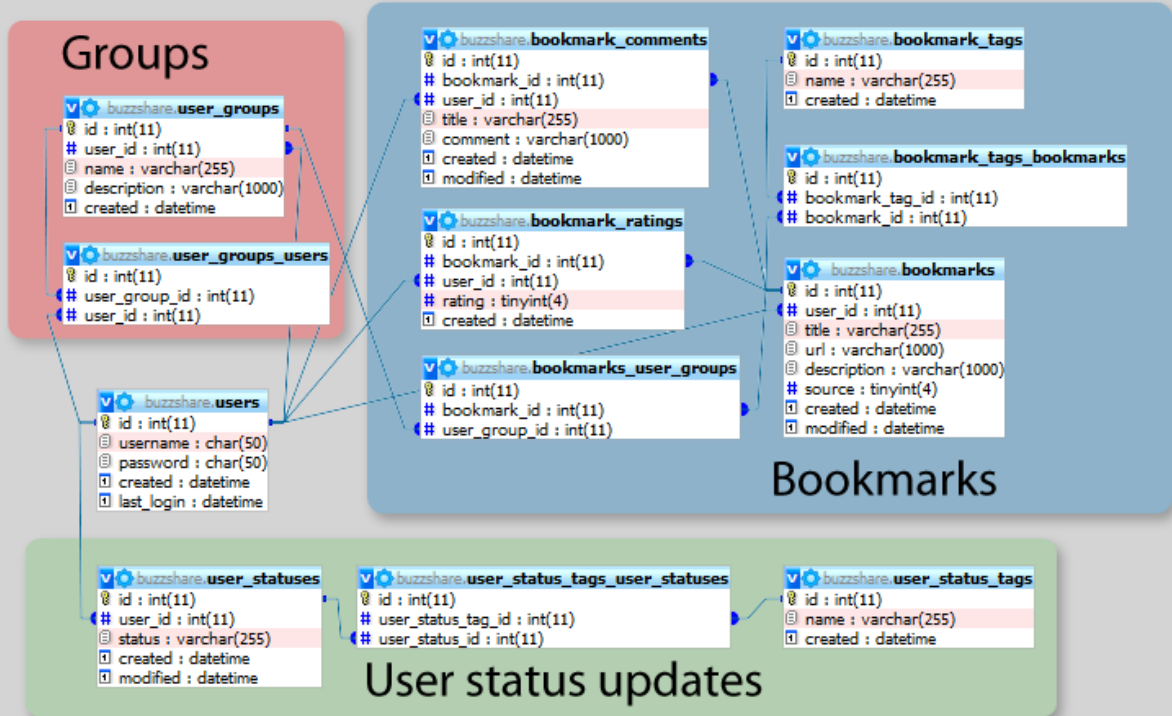 Groups
buzzshare.user_groups
id : int(11)
user_id : int(11)
name : varchar(255)
description : varchar(1000)
created : datetime
buzzshare.user_groups_users
id : int(11)
user_group_id : int(11)
user_id : int(11)
buzzshare.users
id : int(11)
username : char(50)
password : char(50)
created : datetime
last_login : datetime
buzzshare.bookmark_comments
id : int(11)
bookmark_id : int(11)
user_id : int(11)
title : varchar(255)
comment : varchar(1000)
created : datetime
modified : datetime
buzzshare.bookmark_ratings
id : int(11)
bookmark_id : int(11)
user_id : int(11)
rating : tinyint(4)
created : datetime
buzzshare.bookmarks_user_groups
id : int(11)
bookmark_id : int(11)
user_group_id : int(11)
buzzshare.bookmark_tags
id : int(11)
name : varchar(255)
created : datetime
buzzshare.bookmark_tags_bookmarks
id : int(11)
bookmark_tag_id : int(11)
bookmark_id : int(11)
buzzshare.bookmarks
id : int(11)
user_id : int(11)
title : varchar(255)
url : varchar(1000)
description : varchar(1000)
source : tinyint(4)
created : datetime
modified : datetime
Bookmarks
buzzshare.user_statuses
id : int(11)
user_id : int(11)
status : varchar(255)
created : datetime
modified : datetime
buzzshare.user_status_tags_user_statuses
id : int(11)
user_status_tag_id : int(11)
user_status_id : int(11)
buzzshare.user_status_tags
id : int(11)
name : varchar(255)
created : datetime
User status updates